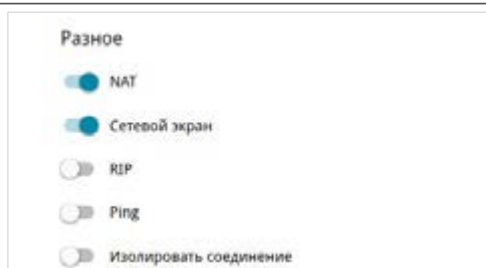 Разное
NAT
Сетевой экран
RIP
Ping
Изолировать соединение